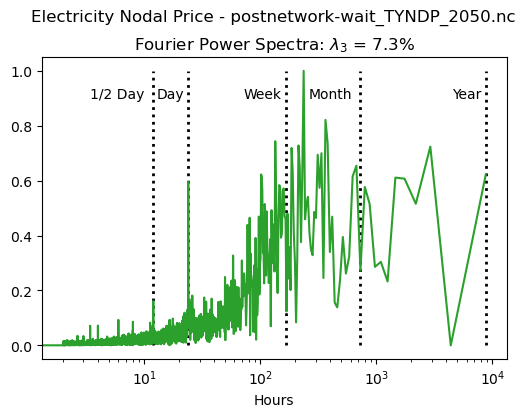 Electricity Nodal Price - postnetwork-wait_TYNDP_2050.nc
Fourier Power Spectra: λ₃ = 7.3%
1.0
0.8
0.6
0.4
0.2
0.0
1/2 Day
Day
Week
Month
Year
10¹
10²
10³
10⁴
Hours